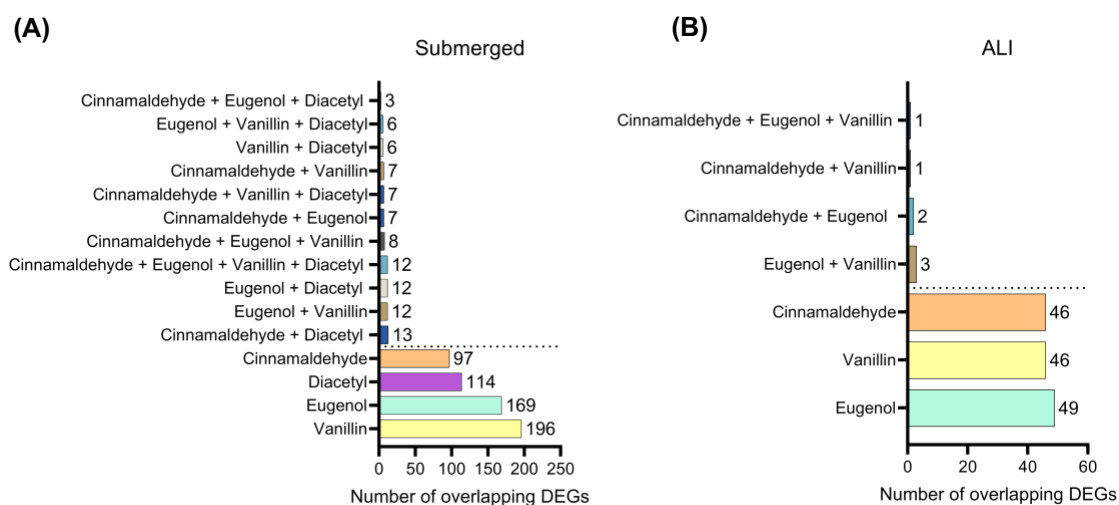 (A)
Submerged
Cinnamaldehyde + Eugenol + Diacetyl 3
Eugenol + Vanillin + Diacetyl 6
Vanillin + Diacetyl 6
Cinnamaldehyde + Vanillin 7
Cinnamaldehyde + Vanillin + Diacetyl 7
Cinnamaldehyde + Eugenol 7
Cinnamaldehyde + Eugenol + Vanillin 8
Cinnamaldehyde + Eugenol + Vanillin + Diacetyl 12
Eugenol + Diacetyl 12
Eugenol + Vanillin 12
Cinnamaldehyde + Diacetyl 13
Cinnamaldehyde 97
Diacetyl 114
Eugenol 169
Vanillin 196
0 50 100 150 200 250
Number of overlapping DEGs
(B)
ALI
Cinnamaldehyde + Eugenol + Vanillin 1
Cinnamaldehyde + Vanillin 1
Cinnamaldehyde + Eugenol 2
Eugenol + Vanillin 3
Cinnamaldehyde 46
Vanillin 46
Eugenol 49
0 20 40 60
Number of overlapping DEGs